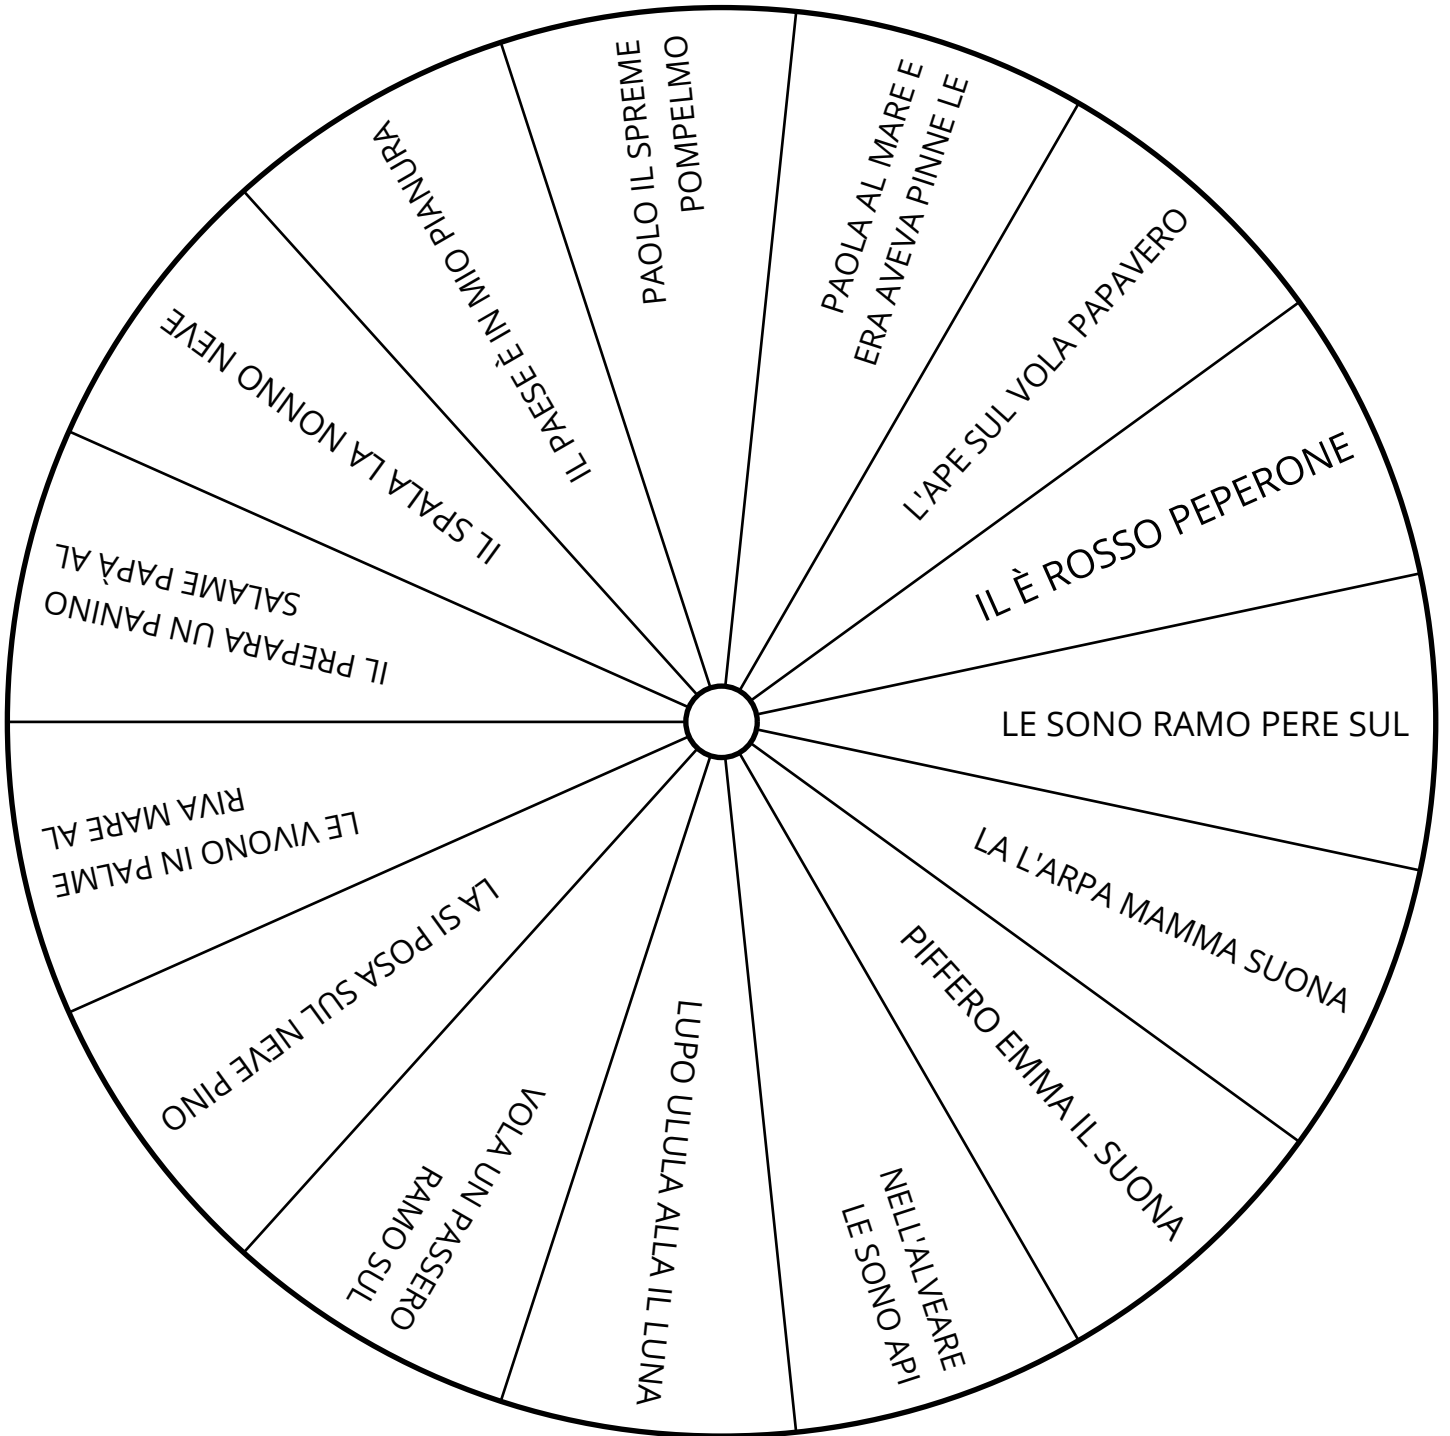 PAOLO IL SPREME
POMPELMO
PAOLA AL MARE E
ERA AVEVA PINNE LE
L'APE SUL VOLA PAPAVERO
IL È ROSSO PEPERONE
LE SONO RAMO PERE SUL
LA L'ARPA MAMMA SUONA
PIFFERO EMMA IL SUONA
NELL'ALVEARE
LE SONO API
LUPO ULULA ALLA IL LUNA
VOLA UN PASSERO
RAMO SUL
LA SI POSA SUL NEVE PINO
LE VIVONO IN PALME
RIVA MARE AL
IL PREPARA UN PANINO
SALAME PAPÀ AL
IL SPALA LA NONNO NEVE
IL PAESE È IN MIO PIANURA